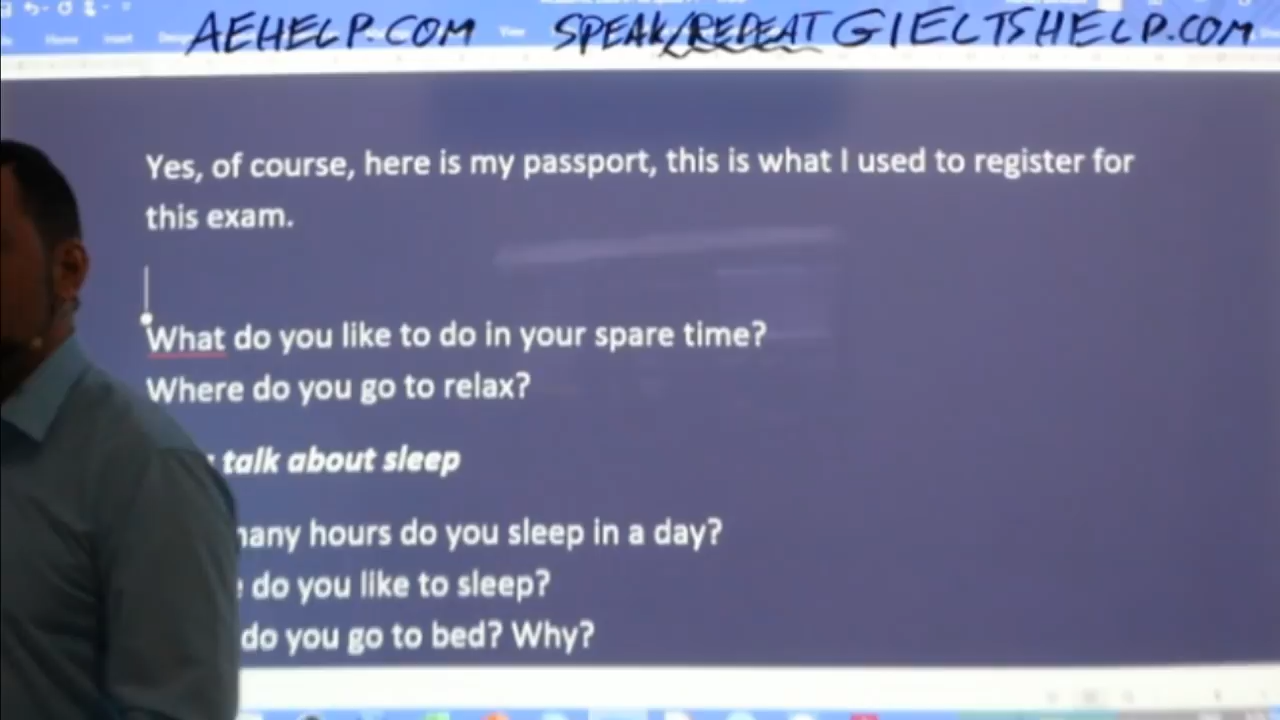 AEHELP.COM SPEAK/REPEAT GIELTSHELP.COM
View
Yes, of course, here is my passport, this is what I used to register for
this exam.
What do you like to do in your spare time?
Where do you go to relax?
talk about sleep
many hours do you sleep in a day?
do you like to sleep?
do you go to bed? Why?